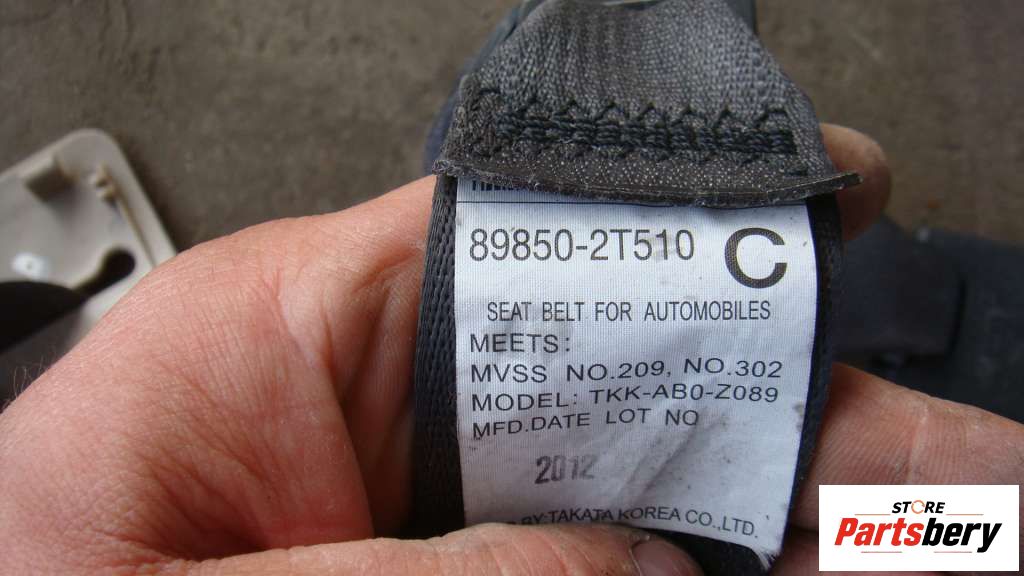 89850-2T510 C
SEAT BELT FOR AUTOMOBILES
MEETS:
MVSS NO.209, NO.302
MODEL: TKK-AB0-Z089
MFD.DATE LOT NO
2012
BY:TAKATA KOREA CO.,LTD.
STORE
Partsbery